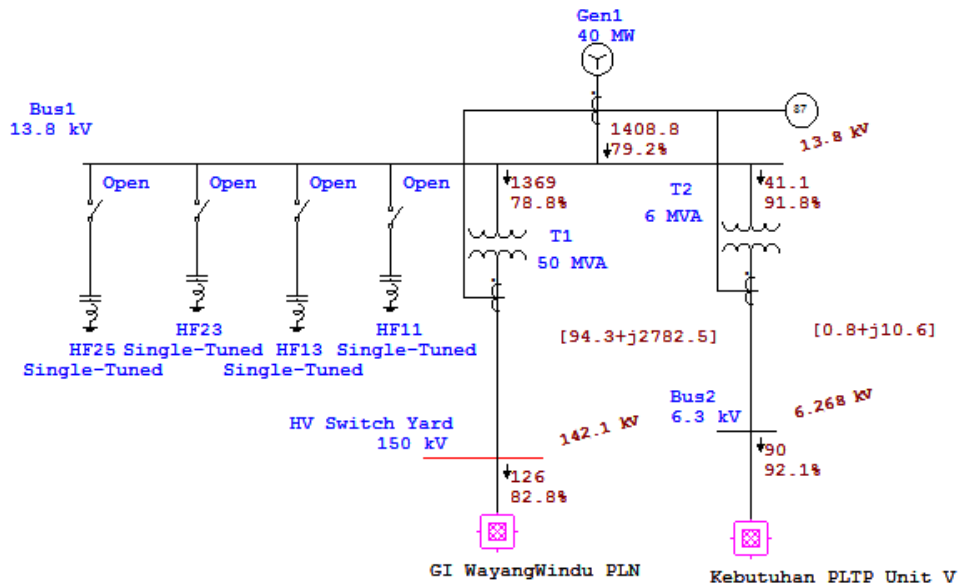 Gen1
40 MW
87
Bus1
13.8 kV
1408.8
79.2%
13.8 kV
Open
Open
Open
Open
1369
78.8%
T2
6 MVA
41.1
91.8%
T1
50 MVA
HF25
Single-Tuned
HF23
Single-Tuned
HF13
Single-Tuned
HF11
Single-Tuned
[94.3+j2782.5]
[0.8+j10.6]
HV Switch Yard
150 kV
142.1 kV
Bus2
6.3 kV
6.268 kV
126
82.8%
90
92.1%
GI WayangWindu PLN
Kebutuhan PLTP Unit V